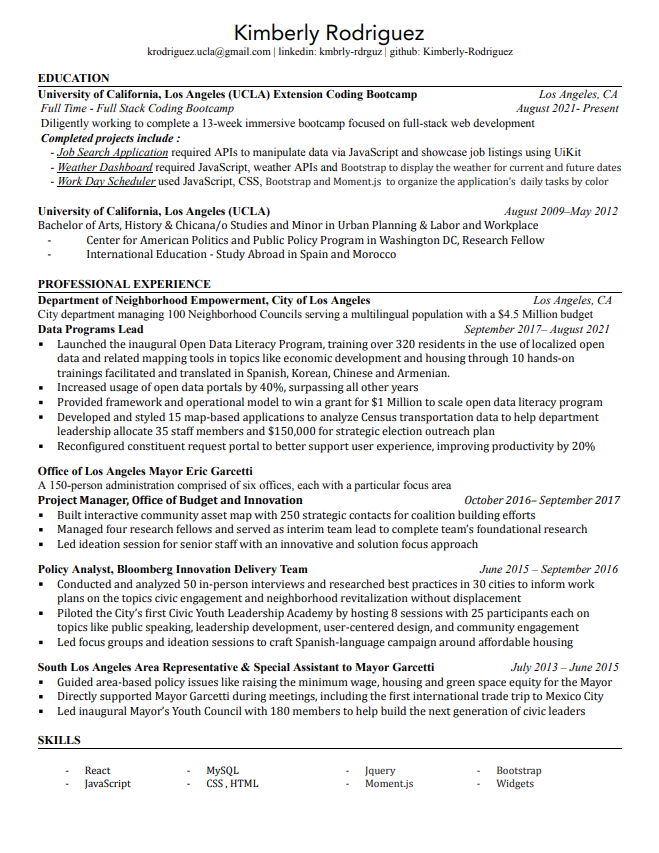 Kimberly Rodriguez
krodriguez.ucla@gmail.com | linkedin: kmbrly-rdrguz | github: Kimberly-Rodriguez
EDUCATION
University of California, Los Angeles (UCLA) Extension Coding Bootcamp Los Angeles, CA
Full Time - Full Stack Coding Bootcamp August 2021- Present
Diligently working to complete a 13-week immersive bootcamp focused on full-stack web development
Completed projects include :
- Job Search Application required APIs to manipulate data via JavaScript and showcase job listings using UiKit
- Weather Dashboard required JavaScript, weather APIs and Bootstrap to display the weather for current and future dates
- Work Day Scheduler used JavaScript, CSS, Bootstrap and Moment.js to organize the application's daily tasks by color
University of California, Los Angeles (UCLA) August 2009–May 2012
Bachelor of Arts, History & Chicana/o Studies and Minor in Urban Planning & Labor and Workplace
- Center for American Politics and Public Policy Program in Washington DC, Research Fellow
- International Education - Study Abroad in Spain and Morocco
PROFESSIONAL EXPERIENCE
Department of Neighborhood Empowerment, City of Los Angeles Los Angeles, CA
City department managing 100 Neighborhood Councils serving a multilingual population with a $4.5 Million budget
Data Programs Lead September 2017– August 2021
▪ Launched the inaugural Open Data Literacy Program, training over 320 residents in the use of localized open
data and related mapping tools in topics like economic development and housing through 10 hands-on
trainings facilitated and translated in Spanish, Korean, Chinese and Armenian.
▪ Increased usage of open data portals by 40%, surpassing all other years
▪ Provided framework and operational model to win a grant for $1 Million to scale open data literacy program
▪ Developed and styled 15 map-based applications to analyze Census transportation data to help department
leadership allocate 35 staff members and $150,000 for strategic election outreach plan
▪ Reconfigured constituent request portal to better support user experience, improving productivity by 20%
Office of Los Angeles Mayor Eric Garcetti
A 150-person administration comprised of six offices, each with a particular focus area
Project Manager, Office of Budget and Innovation October 2016– September 2017
▪ Built interactive community asset map with 250 strategic contacts for coalition building efforts
▪ Managed four research fellows and served as interim team lead to complete team's foundational research
▪ Led ideation session for senior staff with an innovative and solution focus approach
Policy Analyst, Bloomberg Innovation Delivery Team June 2015 – September 2016
▪ Conducted and analyzed 50 in-person interviews and researched best practices in 30 cities to inform work
plans on the topics civic engagement and neighborhood revitalization without displacement
▪ Piloted the City's first Civic Youth Leadership Academy by hosting 8 sessions with 25 participants each on
topics like public speaking, leadership development, user-centered design, and community engagement
▪ Led focus groups and ideation sessions to craft Spanish-language campaign around affordable housing
South Los Angeles Area Representative & Special Assistant to Mayor Garcetti July 2013 – June 2015
▪ Guided area-based policy issues like raising the minimum wage, housing and green space equity for the Mayor
▪ Directly supported Mayor Garcetti during meetings, including the first international trade trip to Mexico City
▪ Led inaugural Mayor's Youth Council with 180 members to help build the next generation of civic leaders
SKILLS
- React - MySQL - Jquery - Bootstrap
- JavaScript - CSS , HTML - Moment.js - Widgets